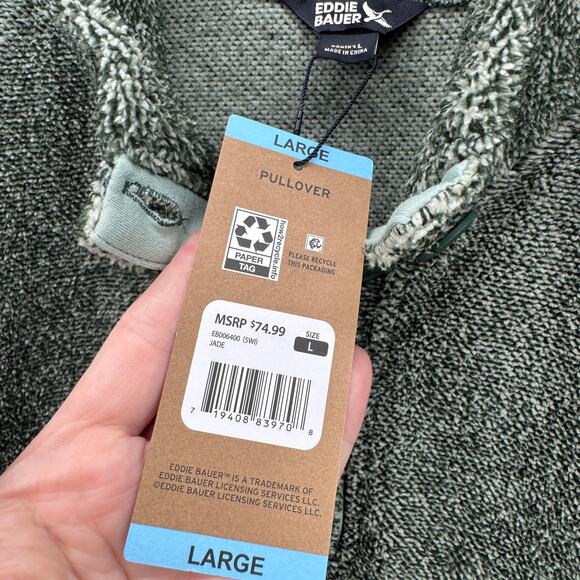 EDDIE
BAUER
WOMEN'S L
MADE IN CHINA
LARGE
PULLOVER
PAPER
TAG
how2recycle.info
PLEASE RECYCLE
THIS PACKAGING
MSRP $74.99
EB006400 (SWI)
JADE
SIZE
L
7 19408 83970 8
EDDIE BAUER™ IS A TRADEMARK OF
EDDIE BAUER LICENSING SERVICES LLC.
©EDDIE BAUER LICENSING SERVICES LLC.
LARGE